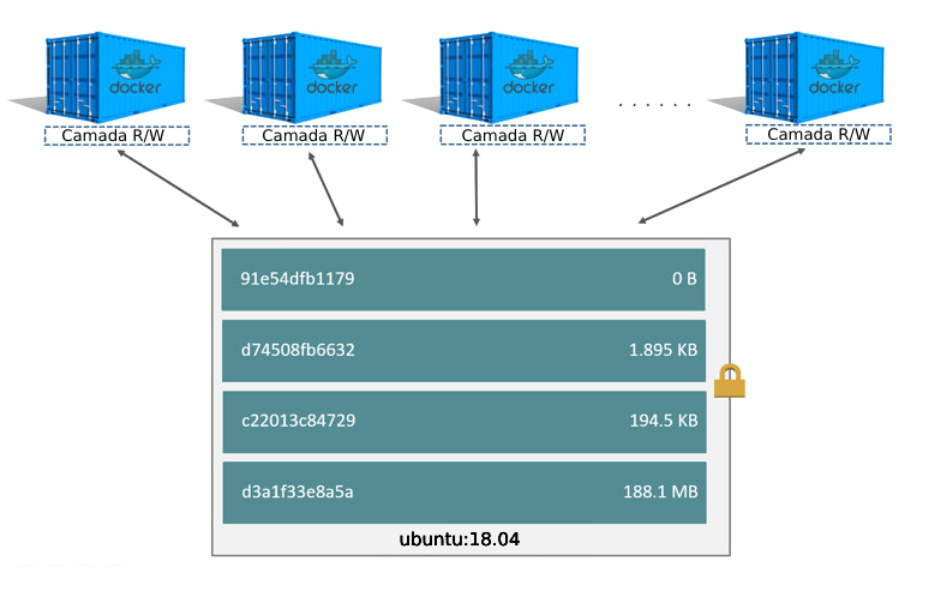 docker docker docker docker
. . . . . .
Camada R/W Camada R/W Camada R/W Camada R/W
91e54dfb1179 0 B
d74508fb6632 1.895 KB
c22013c84729 194.5 KB
d3a1f33e8a5a 188.1 MB
ubuntu:18.04